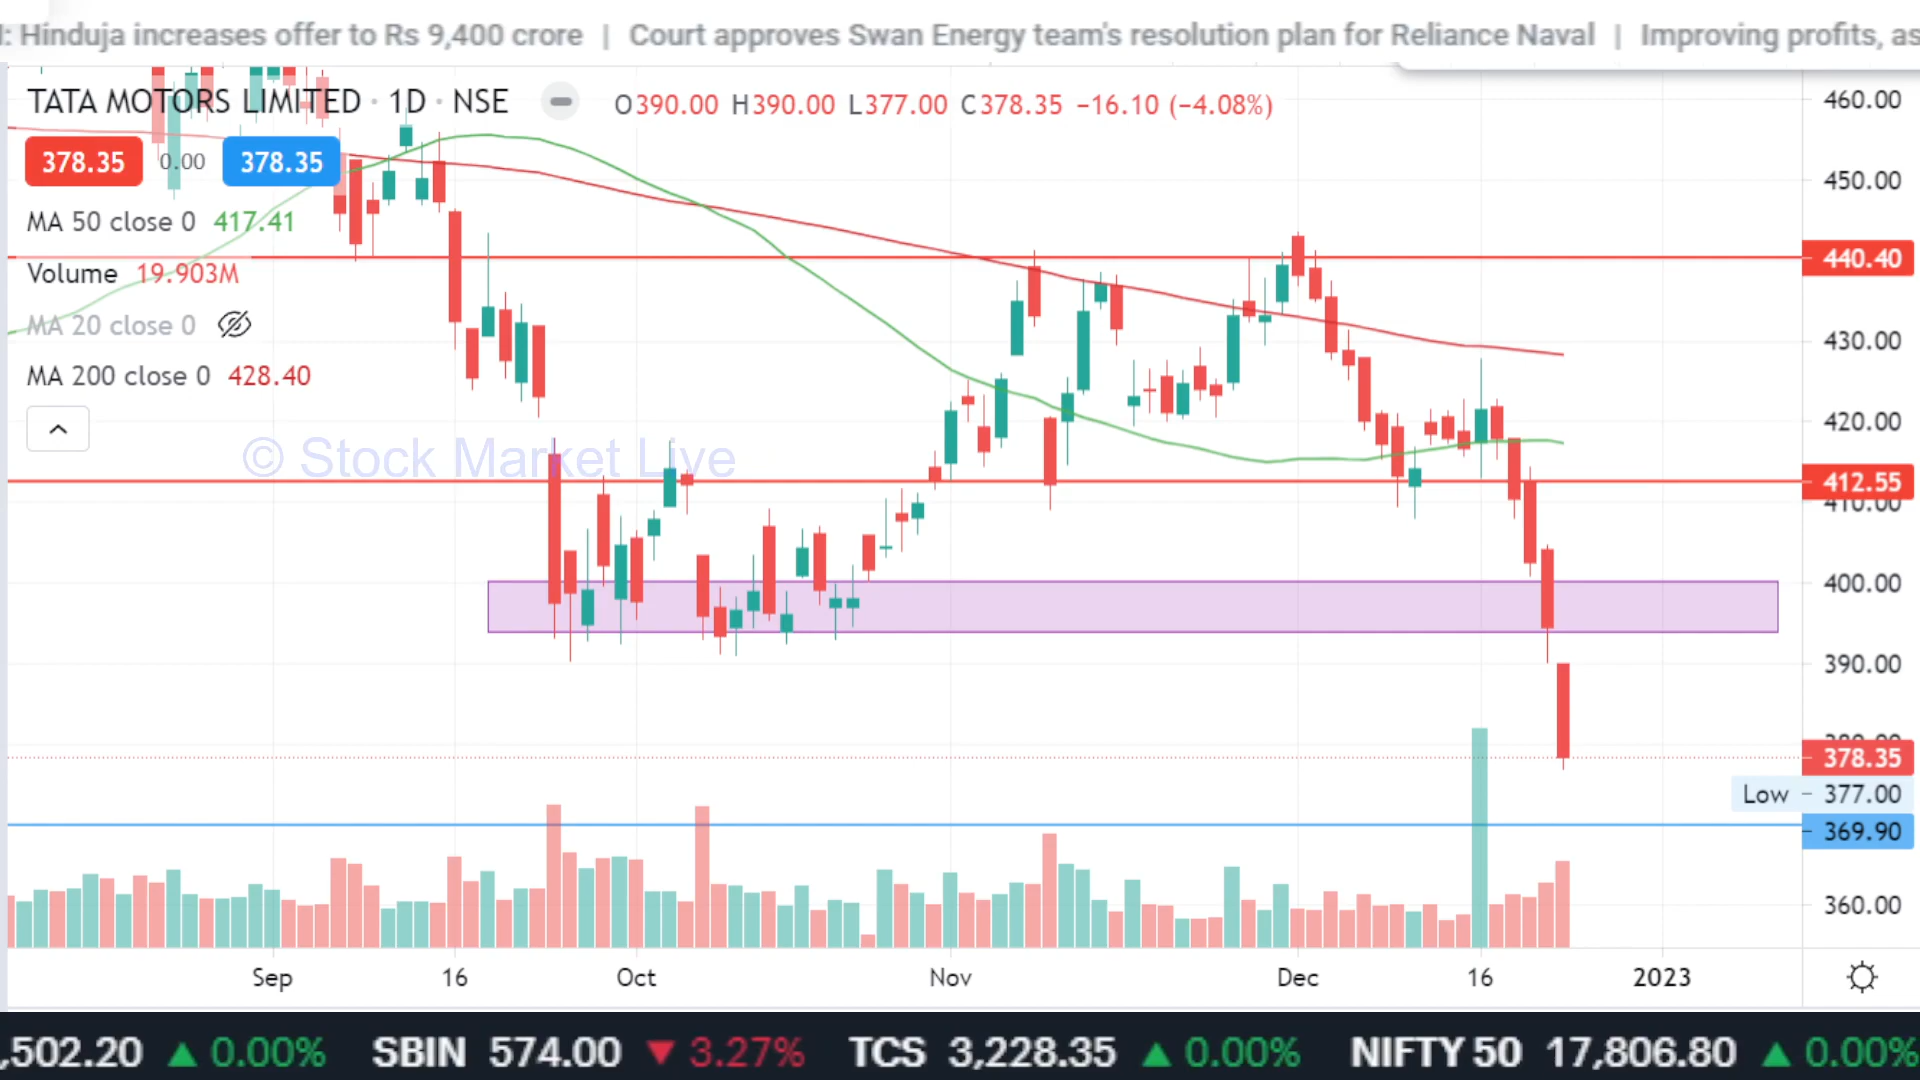 : Hinduja increases offer to Rs 9,400 crore | Court approves Swan Energy team's resolution plan for Reliance Naval | Improving profits, as
TATA MOTORS LIMITED · 1D · NSE O390.00 H390.00 L377.00 C378.35 −16.10 (−4.08%)
378.35 0.00 378.35
MA 50 close 0 417.41
Volume 19.903M
MA 20 close 0
MA 200 close 0 428.40
© Stock Market Live
460.00
450.00
440.40
430.00
420.00
412.55
410.00
400.00
390.00
380.00
378.35
Low 377.00
369.90
360.00
Sep 16 Oct Nov Dec 16 2023
,502.20 ▲ 0.00% SBIN 574.00 ▼ 3.27% TCS 3,228.35 ▲ 0.00% NIFTY 50 17,806.80 ▲ 0.00%